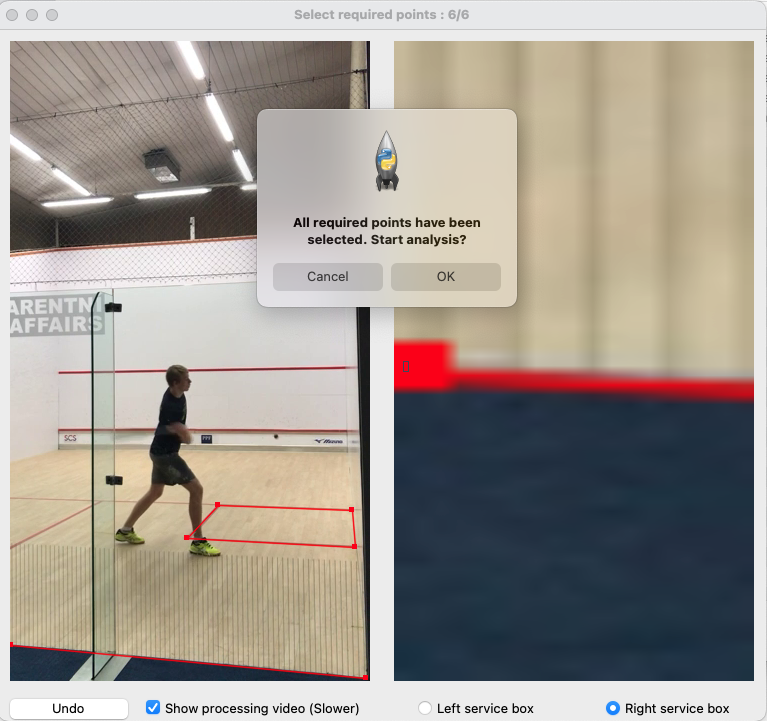 Select required points : 6/6
All required points have been
selected. Start analysis?
Cancel
OK
ARENTN
AFFAIRS
SCS
Undo
Show processing video (Slower)
Left service box
Right service box